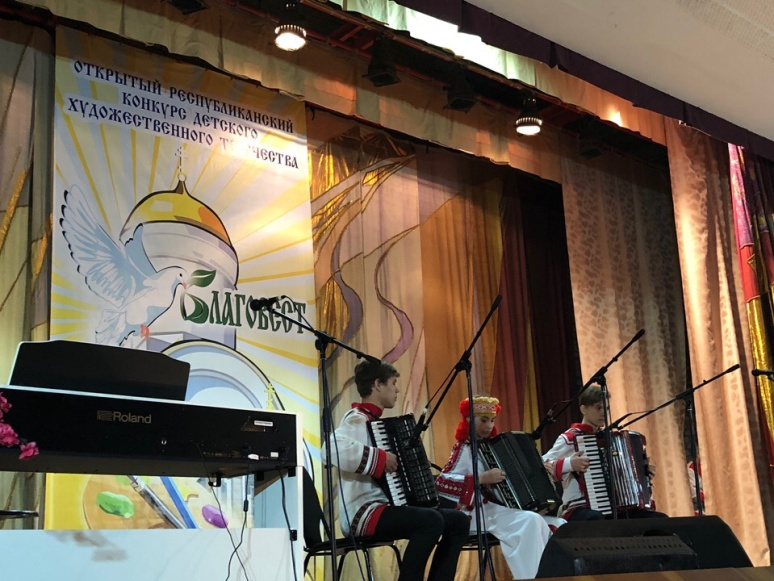 ОТКРЫТЫЙ РЕСПУБЛИКАНСКИЙ
КОНКУРС ДЕТСКОГО
ХУДОЖЕСТВЕННОГО ТВОРЧЕСТВА
БЛАГОВЕСТ
Roland